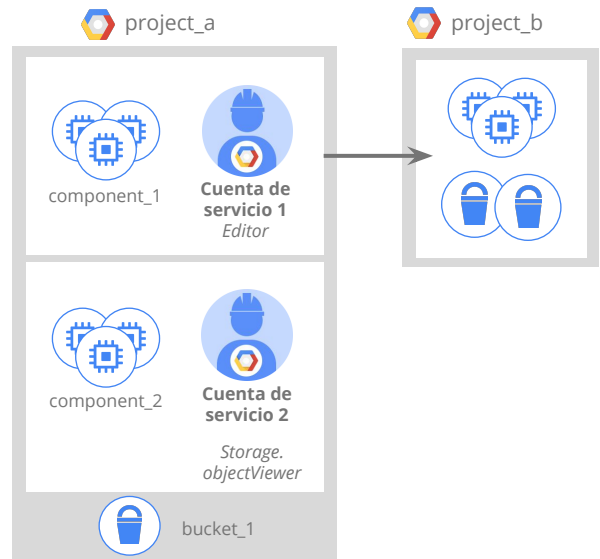 project_a
project_b
component_1
Cuenta de
servicio 1
Editor
component_2
Cuenta de
servicio 2
Storage.
objectViewer
bucket_1